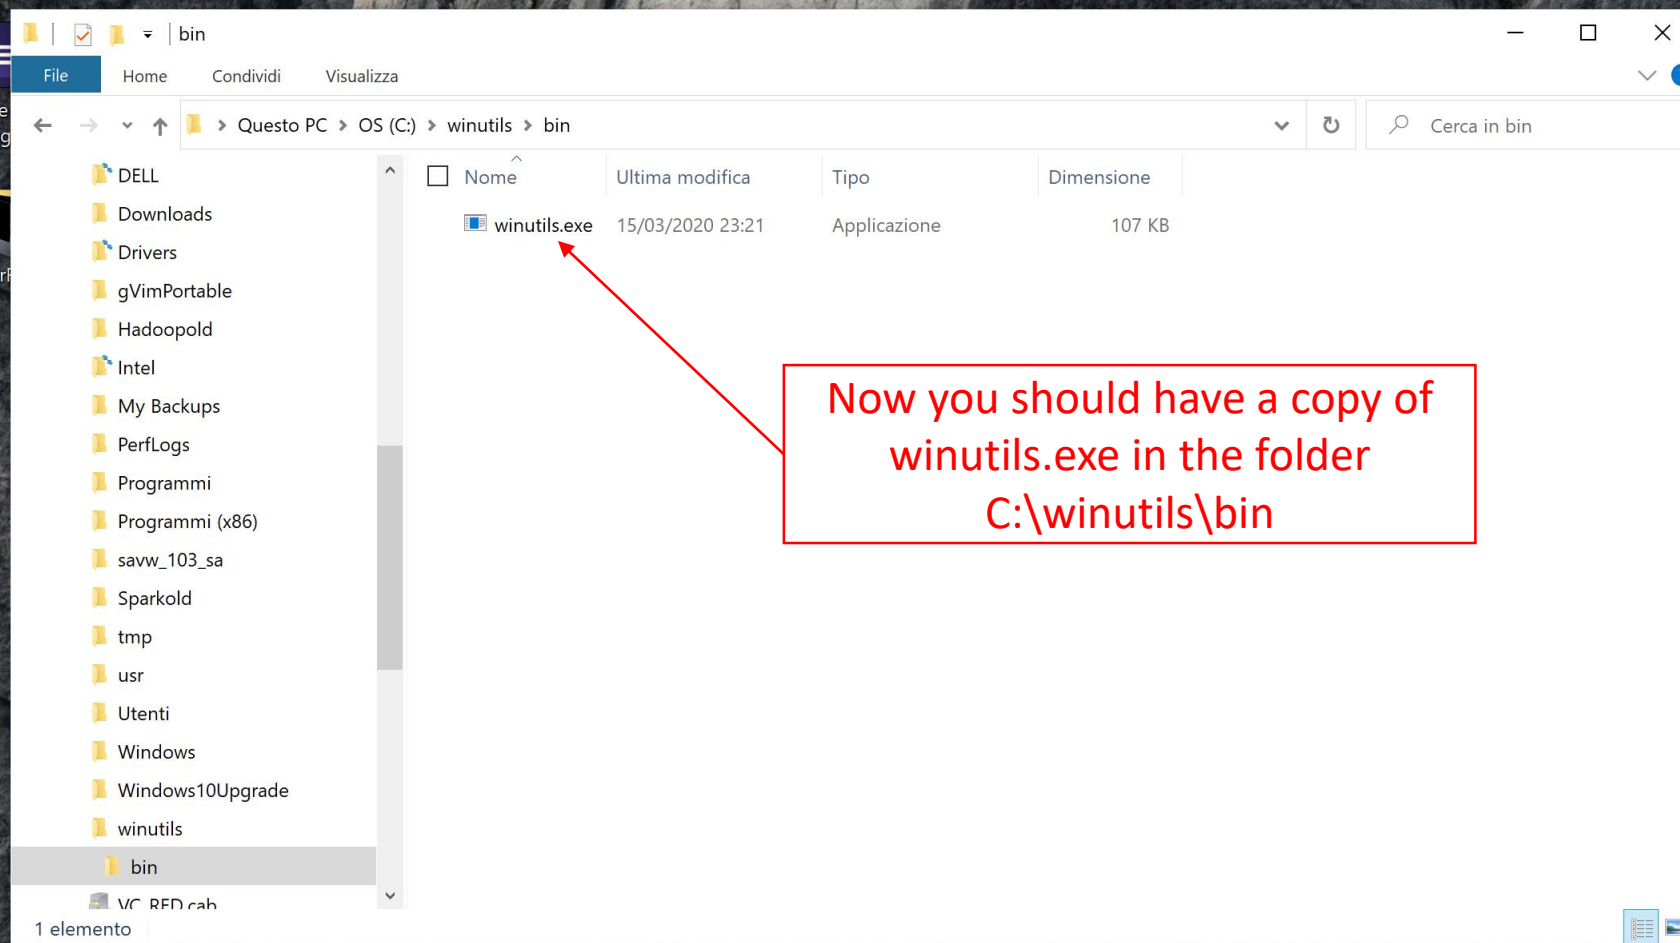 bin
File Home Condividi Visualizza
Questo PC > OS (C:) > winutils > bin
Cerca in bin
DELL
Downloads
Drivers
gVimPortable
Hadoopold
Intel
My Backups
PerfLogs
Programmi
Programmi (x86)
savw_103_sa
Sparkold
tmp
usr
Utenti
Windows
Windows10Upgrade
winutils
bin
VC_RED.cab
Nome Ultima modifica Tipo Dimensione
winutils.exe 15/03/2020 23:21 Applicazione 107 KB
Now you should have a copy of
winutils.exe in the folder
C:\winutils\bin
1 elemento